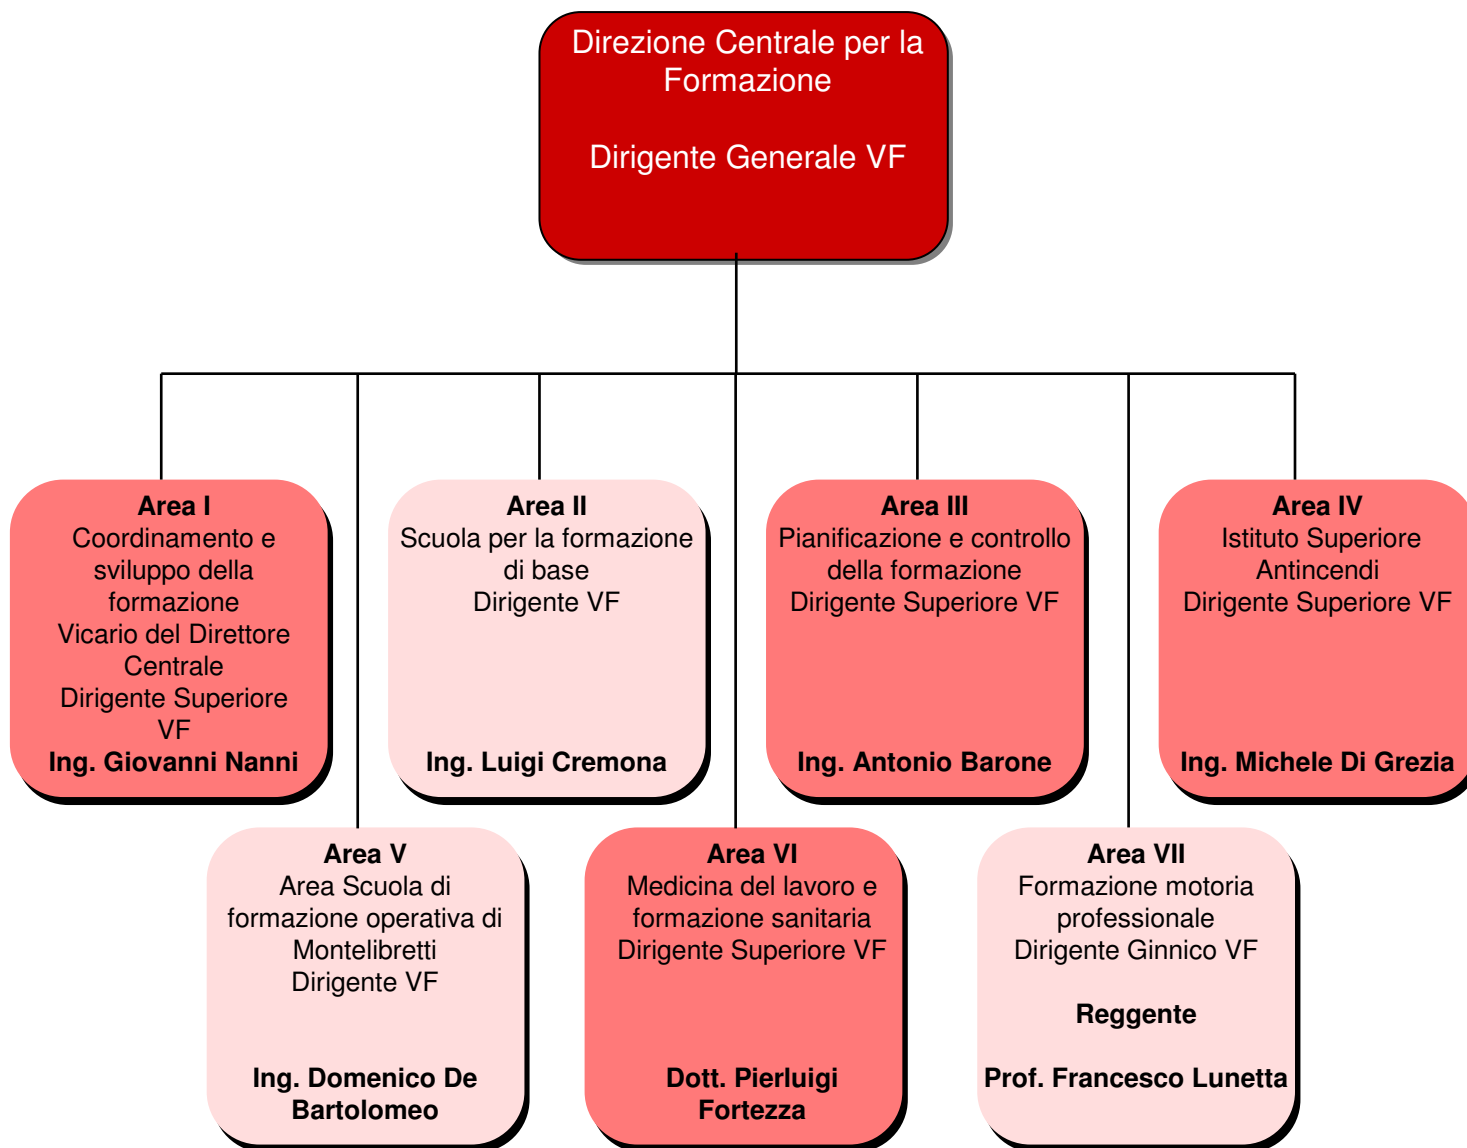 Direzione Centrale per la
Formazione
Dirigente Generale VF
Area I
Coordinamento e
sviluppo della
formazione
Vicario del Direttore
Centrale
Dirigente Superiore
VF
Ing. Giovanni Nanni
Area II
Scuola per la formazione
di base
Dirigente VF
Ing. Luigi Cremona
Area III
Pianificazione e controllo
della formazione
Dirigente Superiore VF
Ing. Antonio Barone
Area IV
Istituto Superiore
Antincendi
Dirigente Superiore VF
Ing. Michele Di Grezia
Area V
Area Scuola di
formazione operativa di
Montelibretti
Dirigente VF
Ing. Domenico De
Bartolomeo
Area VI
Medicina del lavoro e
formazione sanitaria
Dirigente Superiore VF
Dott. Pierluigi
Fortezza
Area VII
Formazione motoria
professionale
Dirigente Ginnico VF
Reggente
Prof. Francesco Lunetta